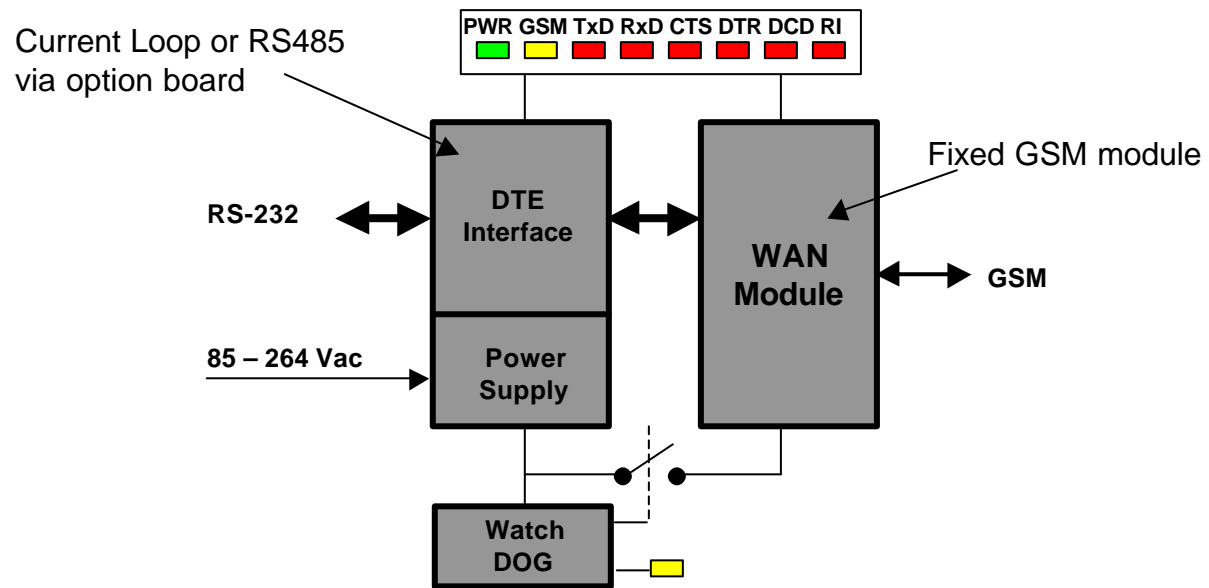 PWR GSM TxD RxD CTS DTR DCD RI
Current Loop or RS485
via option board
Fixed GSM module
RS-232
DTE
Interface
WAN
Module
GSM
85 – 264 Vac
Power
Supply
Watch
DOG